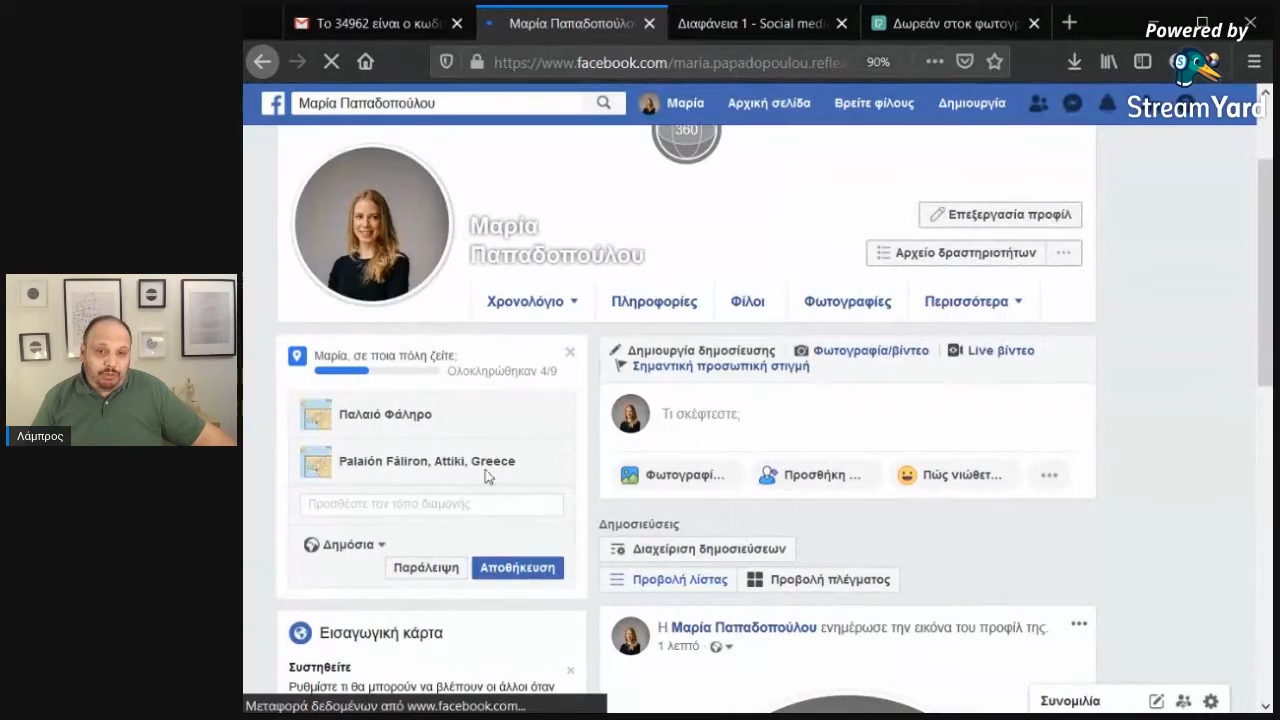 Το 34962 είναι ο κωδι
Μαρία Παπαδοπούλο
Διαφάνεια 1 - Social medi
Δωρεάν στοκ φωτογρ
Powered by
StreamYard
https://www.facebook.com/maria.papadopoulou.refle
90%
Μαρία Παπαδοπούλου
Μαρία
Αρχική σελίδα
Βρείτε φίλους
Δημιουργία
360
Μαρία
Παπαδοπούλου
Επεξεργασία προφίλ
Αρχείο δραστηριοτήτων
Χρονολόγιο
Πληροφορίες
Φίλοι
Φωτογραφίες
Περισσότερα
Μαρία, σε ποια πόλη ζείτε;
Ολοκληρώθηκαν 4/9
Παλαιό Φάληρο
Palaión Fáliron, Attiki, Greece
Προσθέστε τον τόπο διαμονής
Δημόσια
Παράλειψη
Αποθήκευση
Εισαγωγική κάρτα
Συστηθείτε
Ρυθμίστε τι θα μπορούν να βλέπουν οι άλλοι όταν
Δημιουργία δημοσίευσης
Φωτογραφία/βίντεο
Live βίντεο
Σημαντική προσωπική στιγμή
Τι σκέφτεστε;
Φωτογραφί...
Προσθήκη ...
Πώς νιώθετ...
Δημοσιεύσεις
Διαχείριση δημοσιεύσεων
Προβολή λίστας
Προβολή πλέγματος
Η Μαρία Παπαδοπούλου ενημέρωσε την εικόνα του προφίλ της.
1 λεπτό
Συνομιλία
Μεταφορά δεδομένων από www.facebook.com...
Λάμπρος